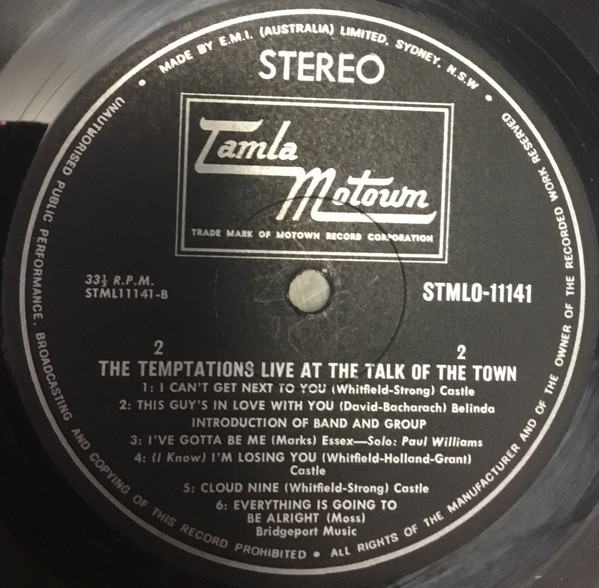 MADE BY E.M.I. (AUSTRALIA) LIMITED, SYDNEY, N.S.W.
STEREO
Tamla
Motown
TRADE MARK OF MOTOWN RECORD CORPORATION
33⅓ R.P.M.
STML11141-B
STMLO-11141
2 2
THE TEMPTATIONS LIVE AT THE TALK OF THE TOWN
1: I CAN'T GET NEXT TO YOU (Whitfield-Strong) Castle
2: THIS GUY'S IN LOVE WITH YOU (David-Bacharach) Belinda
INTRODUCTION OF BAND AND GROUP
3: I'VE GOTTA BE ME (Marks) Essex—Solo: Paul Williams
4: (I Know) I'M LOSING YOU (Whitfield-Holland-Grant)
Castle
5: CLOUD NINE (Whitfield-Strong) Castle
6: EVERYTHING IS GOING TO
BE ALRIGHT (Moss)
Bridgeport Music
UNAUTHORISED PUBLIC PERFORMANCE, BROADCASTING AND COPYING OF THIS RECORD PROHIBITED • ALL RIGHTS OF THE MANUFACTURER AND OF THE OWNER OF THE RECORDED WORK RESERVED